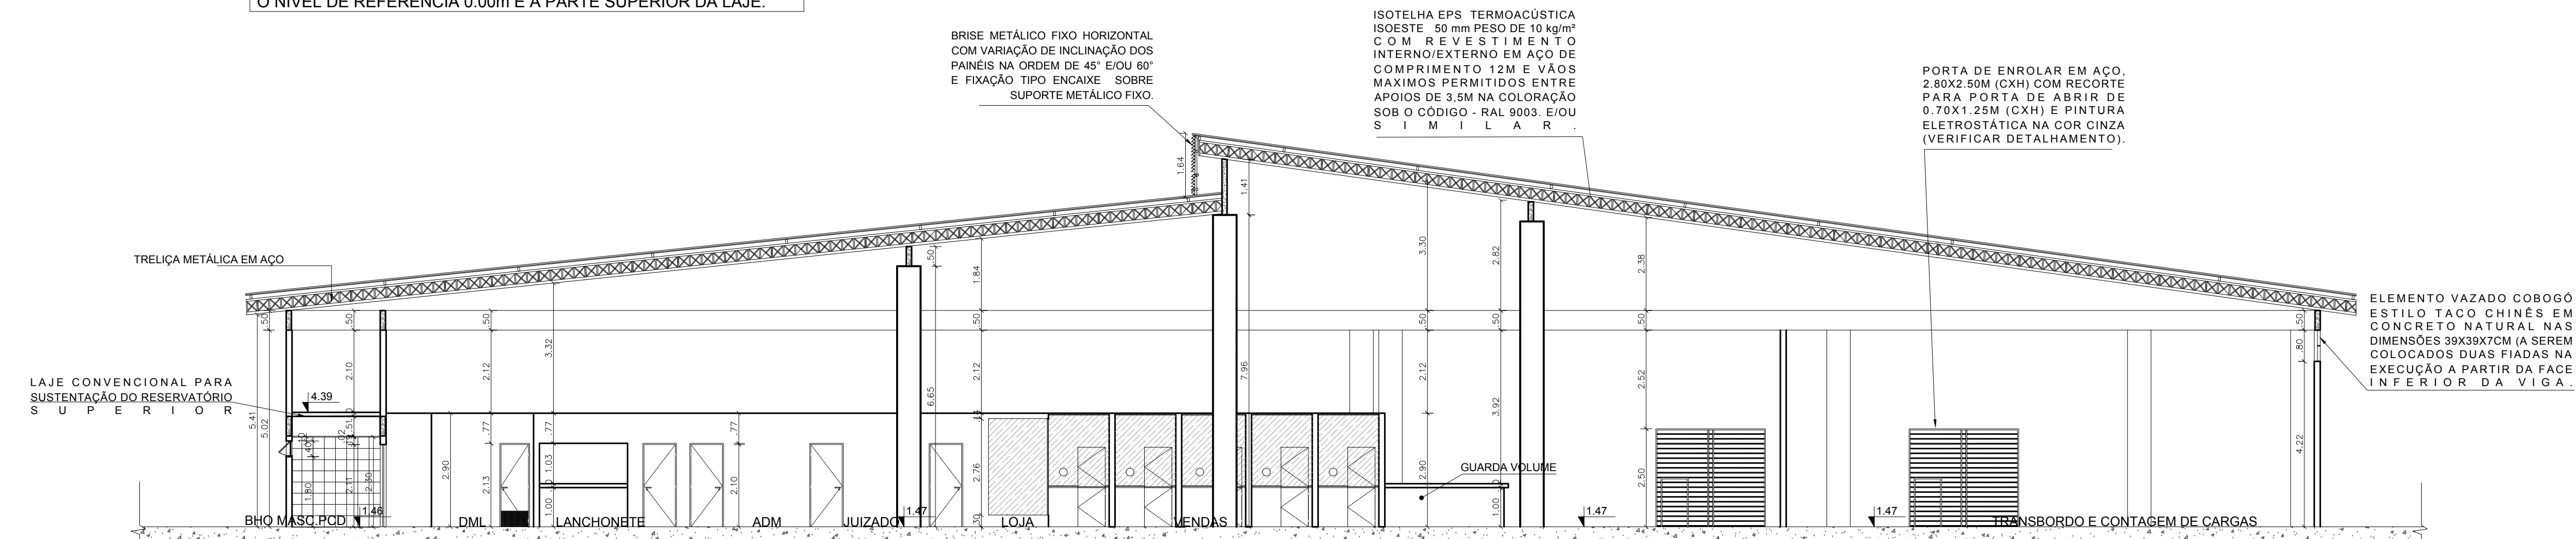 O NÍVEL DE REFERÊNCIA 0.00m É A PARTE SUPERIOR DA LAJE.
BRISE METÁLICO FIXO HORIZONTAL
COM VARIAÇÃO DE INCLINAÇÃO DOS
PAINÉIS NA ORDEM DE 45° E/OU 60°
E FIXAÇÃO TIPO ENCAIXE SOBRE
SUPORTE METÁLICO FIXO.
ISOTELHA EPS TERMOACÚSTICA
ISOESTE 50 mm PESO DE 10 kg/m²
COM REVESTIMENTO
INTERNO/EXTERNO EM AÇO DE
COMPRIMENTO 12M E VÃOS
MAXIMOS PERMITIDOS ENTRE
APOIOS DE 3,5M NA COLORAÇÃO
SOB O CÓDIGO - RAL 9003. E/OU
SIMILAR.
PORTA DE ENROLAR EM AÇO,
2.80X2.50M (CXH) COM RECORTE
PARA PORTA DE ABRIR DE
0.70X1.25M (CXH) E PINTURA
ELETROSTÁTICA NA COR CINZA
(VERIFICAR DETALHAMENTO).
TRELIÇA METÁLICA EM AÇO
ELEMENTO VAZADO COBOGÓ
ESTILO TACO CHINÊS EM
CONCRETO NATURAL NAS
DIMENSÕES 39X39X7CM (A SEREM
COLOCADOS DUAS FIADAS NA
EXECUÇÃO A PARTIR DA FACE
INFERIOR DA VIGA.
LAJE CONVENCIONAL PARA
SUSTENTAÇÃO DO RESERVATÓRIO
SUPERIOR
1.64
1.41
3.30
2.82
2.38
.50
1.84
.50
.50
.50
.50
.50
.50
.50
.50
3.32
2.10
2.12
2.12
2.12
2.52
.80
7.96
6.65
4.39
5.41
5.02
.51
.40
1.80
2.11
2.30
2.90
.77
2.13
.77
1.03
1.00
.77
2.10
2.76
.30
3.92
2.90
1.00
2.50
4.22
GUARDA VOLUME
1.46
1.47
1.47
1.47
BHO MASC.PCD
DML
LANCHONETE
ADM
JUIZADO
LOJA
VENDAS
TRANSBORDO E CONTAGEM DE CARGAS